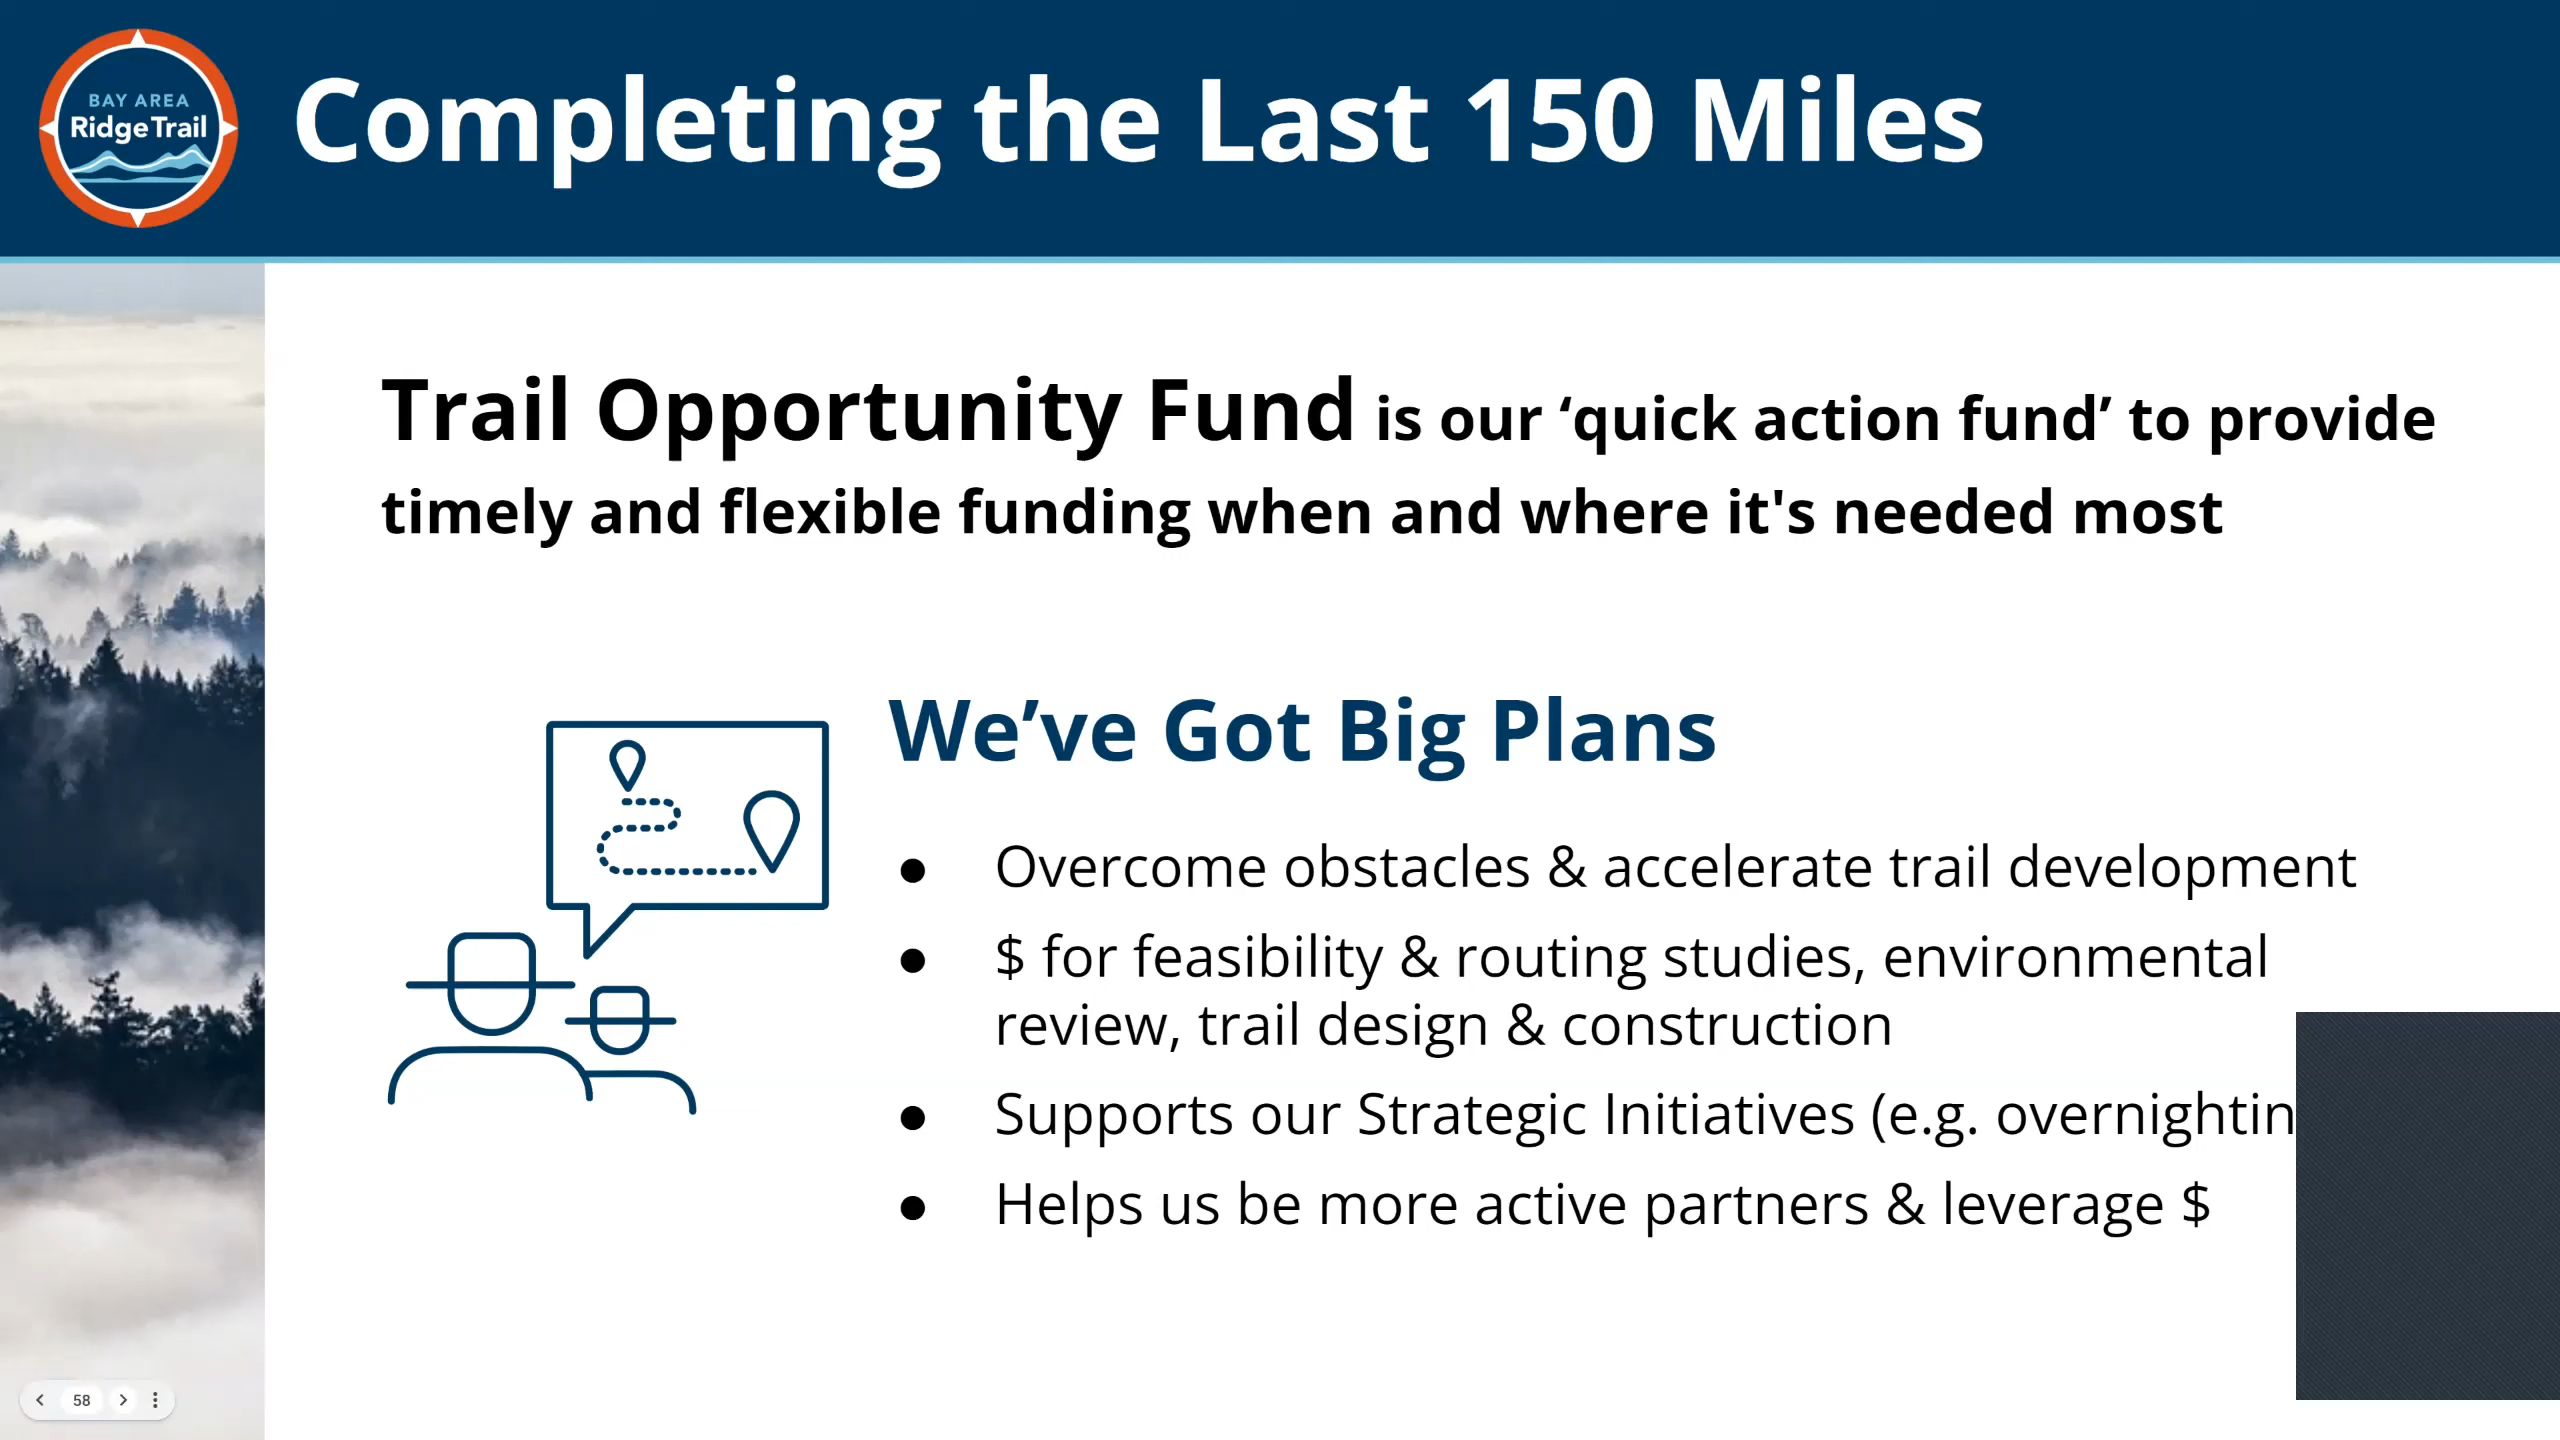 BAY AREA
Ridge Trail
Completing the Last 150 Miles
Trail Opportunity Fund is our ‘quick action fund’ to provide
timely and flexible funding when and where it's needed most
We’ve Got Big Plans
● Overcome obstacles & accelerate trail development
● $ for feasibility & routing studies, environmental
review, trail design & construction
● Supports our Strategic Initiatives (e.g. overnightin
● Helps us be more active partners & leverage $
58